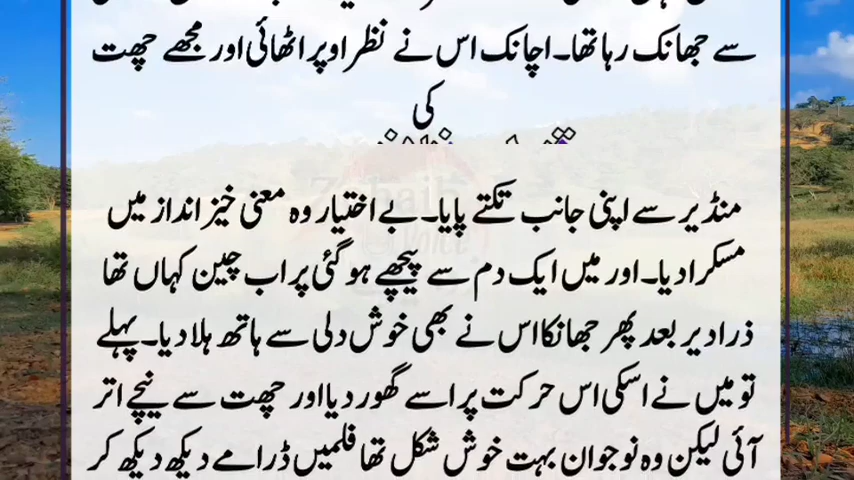 سے جھانک رہا تھا۔ اچانک اس نے نظر اوپر اٹھائی اور مجھے چھت
کی
منڈیر سے اپنی جانب تکتے پایا۔ بے اختیار وہ معنی خیز انداز میں
مسکرا دیا۔ اور میں ایک دم سے پیچھے ہو گئی پر اب چین کہاں تھا
ذرا دیر بعد پھر جھانکا اس نے بھی خوش دلی سے ہاتھ ہلا دیا۔ پہلے
تو میں نے اسکی اس حرکت پر اسے گھور دیا اور چھت سے نیچے اتر
آئی لیکن وہ نوجوان بہت خوش شکل تھا فلمیں ڈرامے دیکھ دیکھ کر